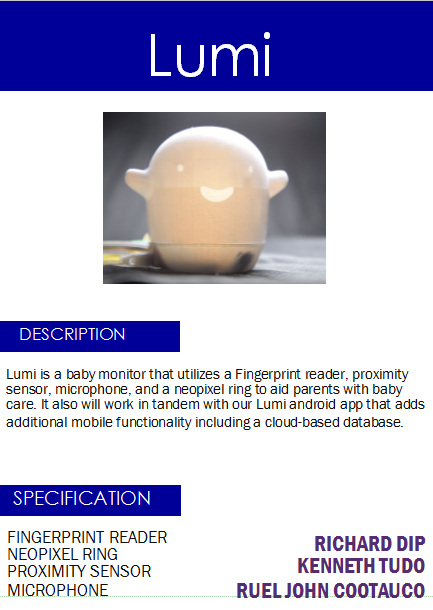 Lumi
DESCRIPTION
Lumi is a baby monitor that utilizes a Fingerprint reader, proximity
sensor, microphone, and a neopixel ring to aid parents with baby
care. It also will work in tandem with our Lumi android app that adds
additional mobile functionality including a cloud-based database.
SPECIFICATION
FINGERPRINT READER
NEOPIXEL RING
PROXIMITY SENSOR
MICROPHONE
RICHARD DIP
KENNETH TUDO
RUEL JOHN COOTAUCO